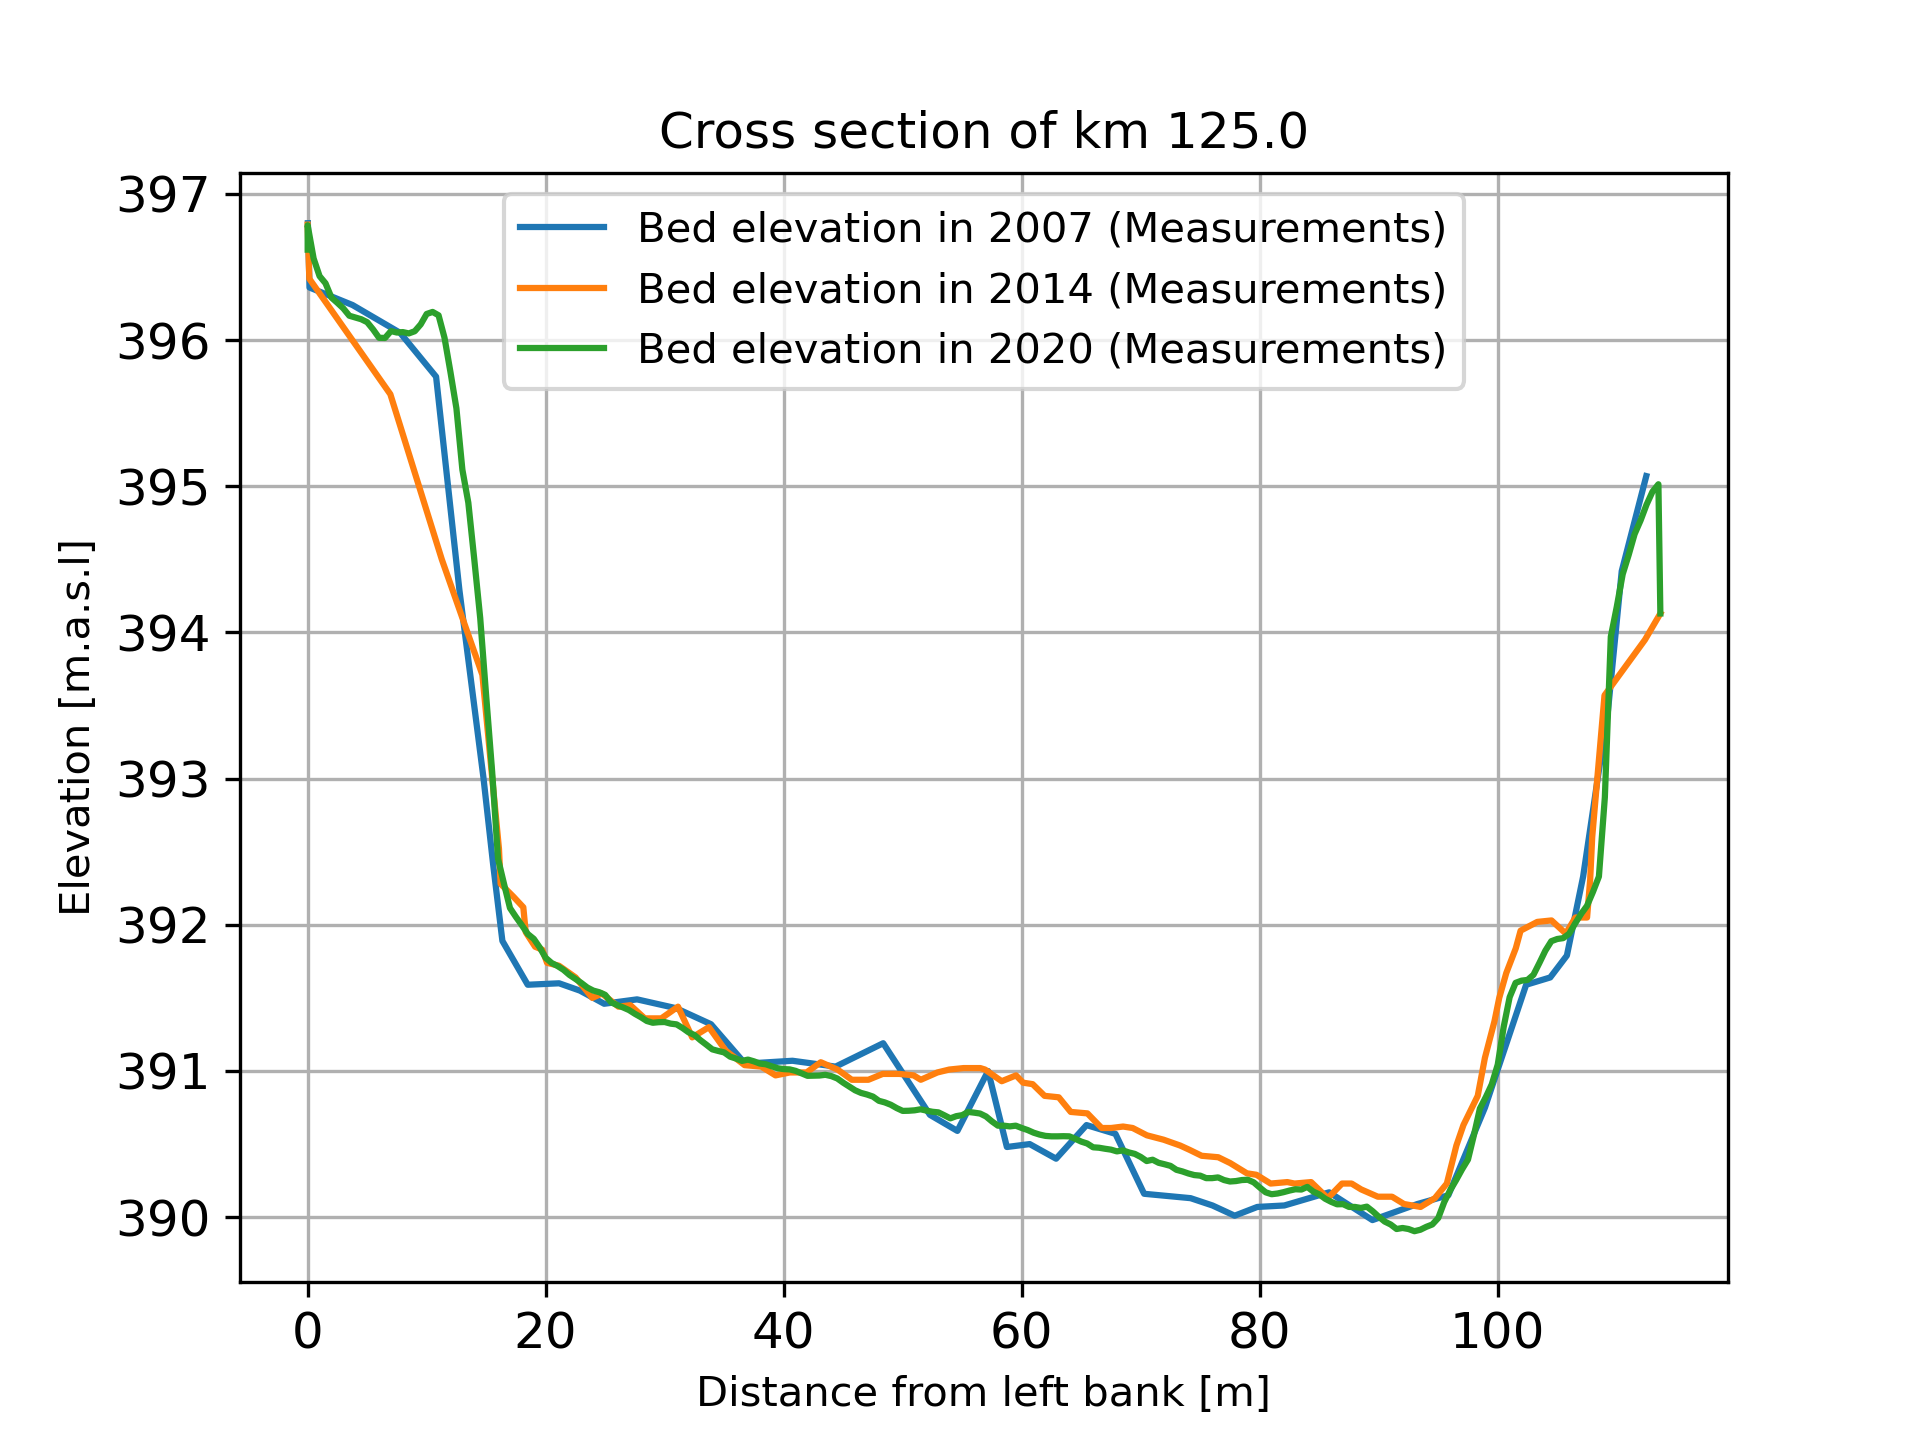 Cross section of km 125.0
397
396
395
394
393
392
391
390
Elevation [m.a.s.l]
Bed elevation in 2007 (Measurements)
Bed elevation in 2014 (Measurements)
Bed elevation in 2020 (Measurements)
0 20 40 60 80 100
Distance from left bank [m]